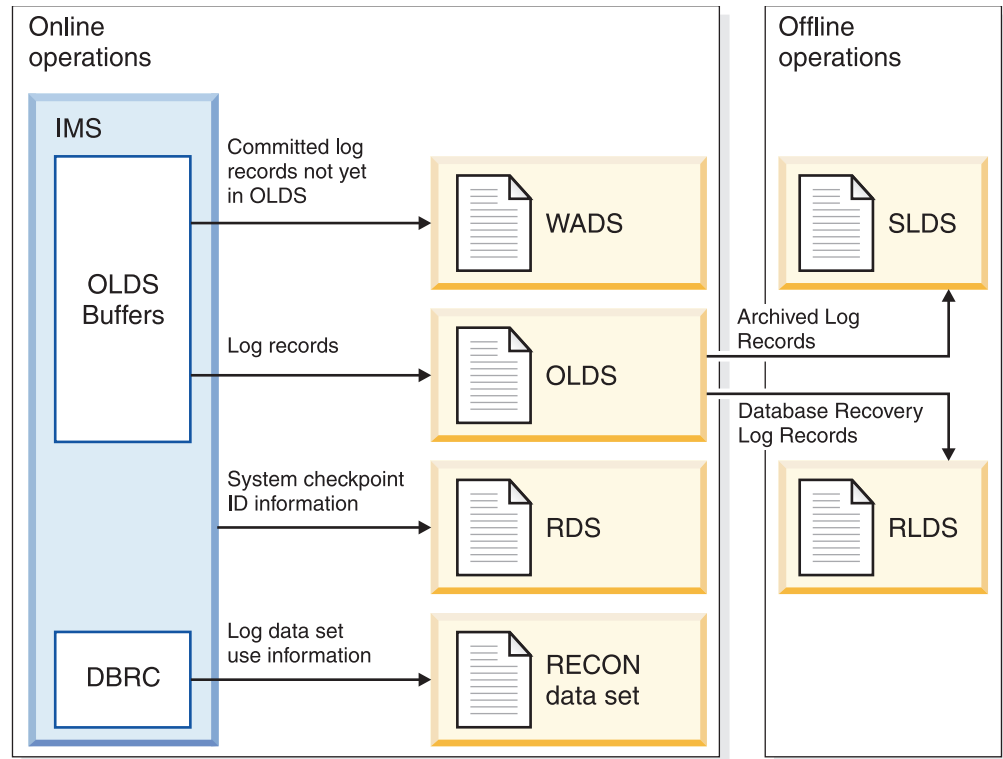 Online
operations
Offline
operations
IMS
Committed log
records not yet
in OLDS
WADS
SLDS
OLDS
Buffers
Log records
OLDS
Archived Log
Records
Database Recovery
Log Records
System checkpoint
ID information
RDS
RLDS
DBRC
Log data set
use information
RECON
data set